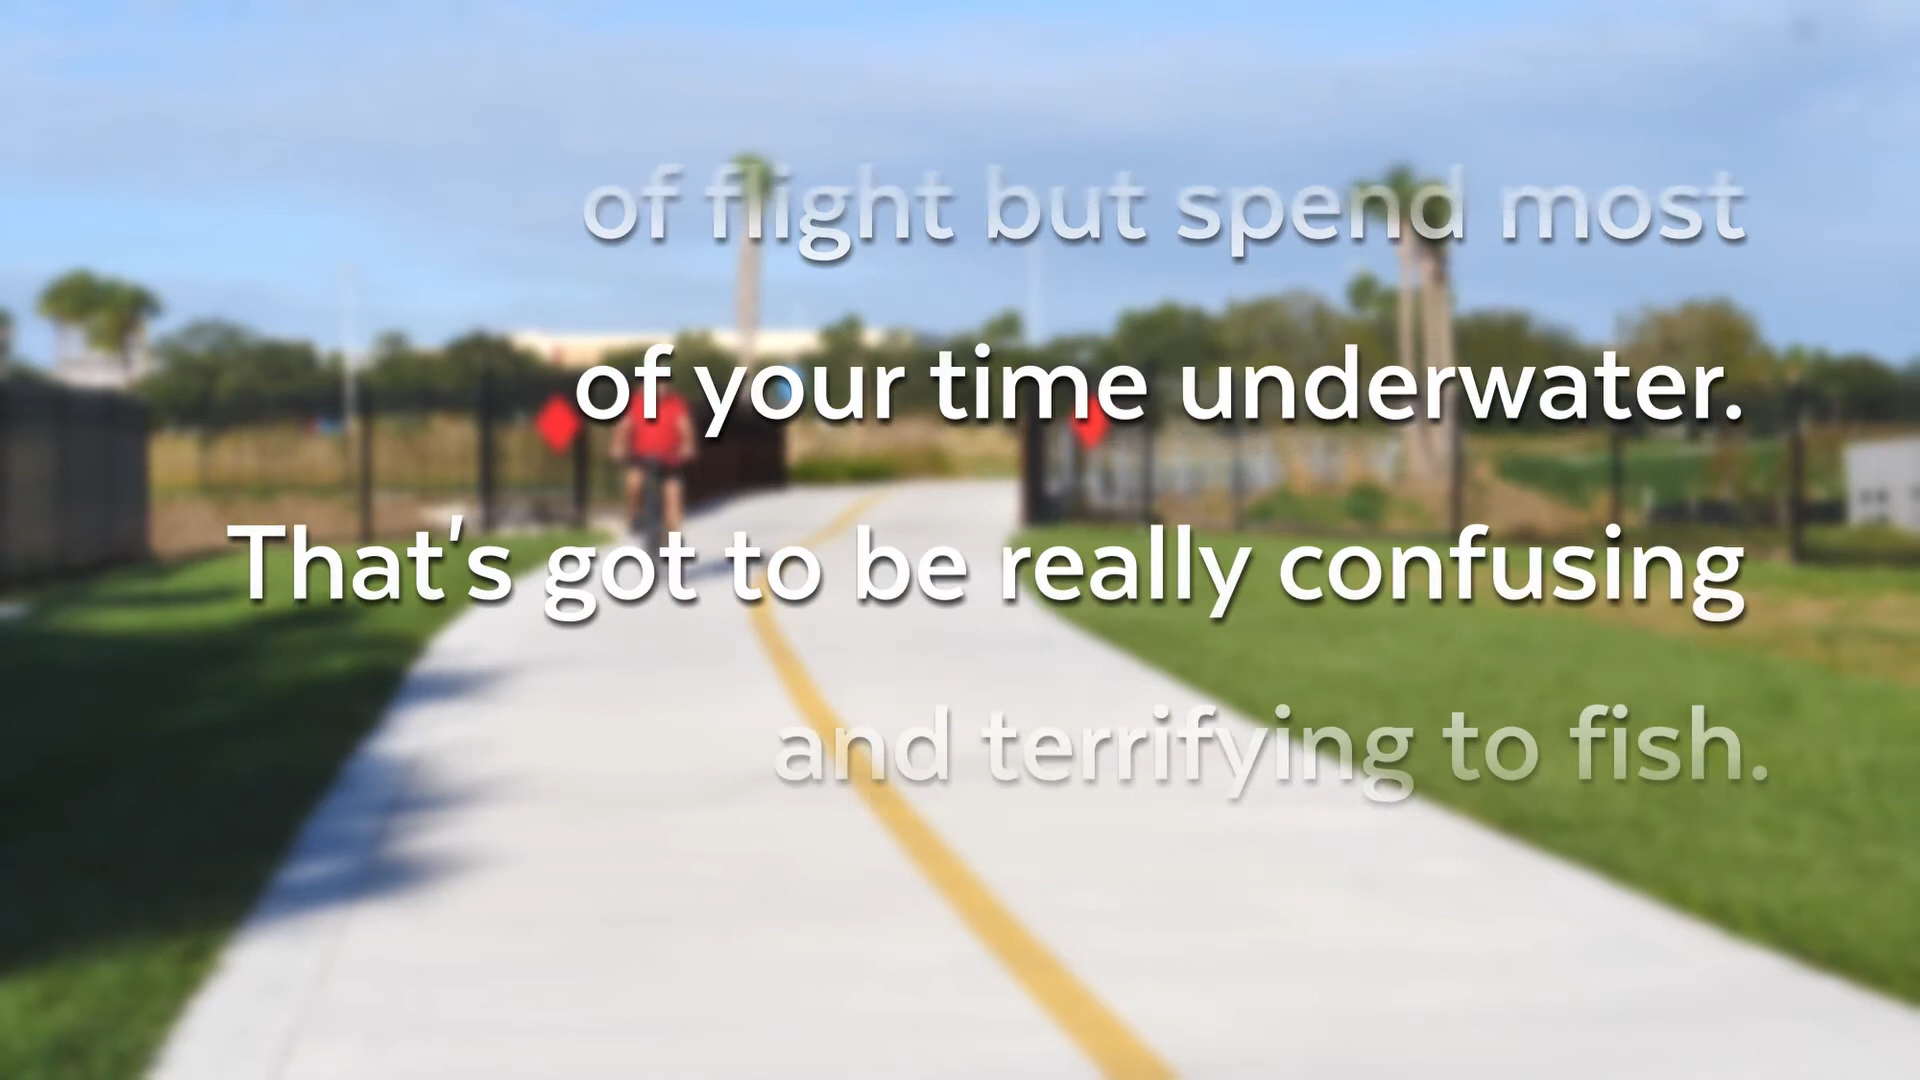 of flight but spend most
of your time underwater.
That's got to be really confusing
and terrifying to fish.